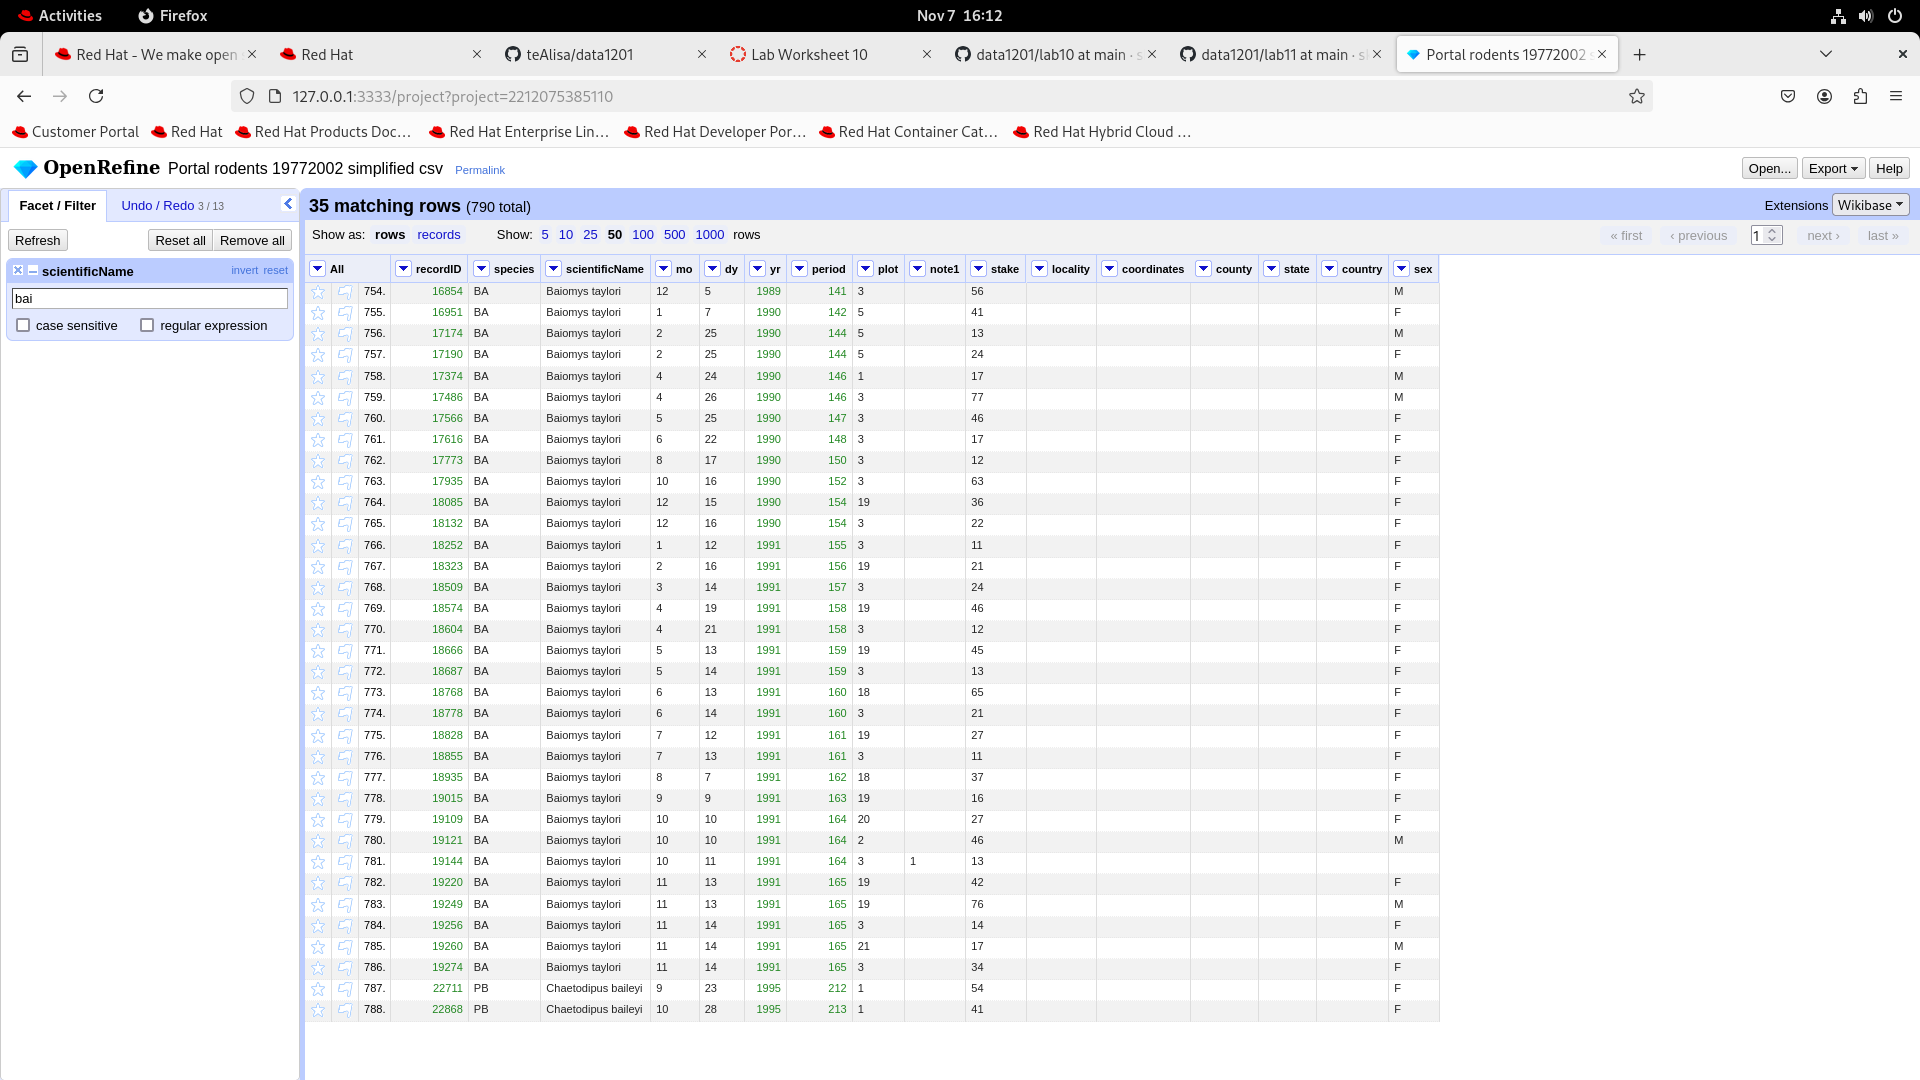 Activities Firefox Nov 7 16:12
Red Hat - We make open Red Hat teAlisa/data1201 Lab Worksheet 10 data1201/lab10 at main · s data1201/lab11 at main · si Portal rodents 19772002 s
127.0.0.1:3333/project?project=2212075385110
Customer Portal Red Hat Red Hat Products Doc... Red Hat Enterprise Lin... Red Hat Developer Por... Red Hat Container Cat... Red Hat Hybrid Cloud ...
OpenRefine Portal rodents 19772002 simplified csv Permalink Open... Export Help
Facet / Filter Undo / Redo 3 / 13 35 matching rows (790 total) Extensions Wikibase
Refresh Reset all Remove all Show as: rows records Show: 5 10 25 50 100 500 1000 rows « first ‹ previous 1 next › last »
scientificName invert reset
bai
case sensitive regular expression
All recordID species scientificName mo dy yr period plot note1 stake locality coordinates county state country sex
754. 16854 BA Baiomys taylori 12 5 1989 141 3 56 M
755. 16951 BA Baiomys taylori 1 7 1990 142 5 41 F
756. 17174 BA Baiomys taylori 2 25 1990 144 5 13 M
757. 17190 BA Baiomys taylori 2 25 1990 144 5 24 F
758. 17374 BA Baiomys taylori 4 24 1990 146 1 17 M
759. 17486 BA Baiomys taylori 4 26 1990 146 3 77 M
760. 17566 BA Baiomys taylori 5 25 1990 147 3 46 F
761. 17616 BA Baiomys taylori 6 22 1990 148 3 17 F
762. 17773 BA Baiomys taylori 8 17 1990 150 3 12 F
763. 17935 BA Baiomys taylori 10 16 1990 152 3 63 F
764. 18085 BA Baiomys taylori 12 15 1990 154 19 36 F
765. 18132 BA Baiomys taylori 12 16 1990 154 3 22 F
766. 18252 BA Baiomys taylori 1 12 1991 155 3 11 F
767. 18323 BA Baiomys taylori 2 16 1991 156 19 21 F
768. 18509 BA Baiomys taylori 3 14 1991 157 3 24 F
769. 18574 BA Baiomys taylori 4 19 1991 158 19 46 F
770. 18604 BA Baiomys taylori 4 21 1991 158 3 12 F
771. 18666 BA Baiomys taylori 5 13 1991 159 19 45 F
772. 18687 BA Baiomys taylori 5 14 1991 159 3 13 F
773. 18768 BA Baiomys taylori 6 13 1991 160 18 65 F
774. 18778 BA Baiomys taylori 6 14 1991 160 3 21 F
775. 18828 BA Baiomys taylori 7 12 1991 161 19 27 F
776. 18855 BA Baiomys taylori 7 13 1991 161 3 11 F
777. 18935 BA Baiomys taylori 8 7 1991 162 18 37 F
778. 19015 BA Baiomys taylori 9 9 1991 163 19 16 F
779. 19109 BA Baiomys taylori 10 10 1991 164 20 27 F
780. 19121 BA Baiomys taylori 10 10 1991 164 2 46 M
781. 19144 BA Baiomys taylori 10 11 1991 164 3 1 13
782. 19220 BA Baiomys taylori 11 13 1991 165 19 42 F
783. 19249 BA Baiomys taylori 11 13 1991 165 19 76 M
784. 19256 BA Baiomys taylori 11 14 1991 165 3 14 F
785. 19260 BA Baiomys taylori 11 14 1991 165 21 17 M
786. 19274 BA Baiomys taylori 11 14 1991 165 3 34 F
787. 22711 PB Chaetodipus baileyi 9 23 1995 212 1 54 F
788. 22868 PB Chaetodipus baileyi 10 28 1995 213 1 41 F